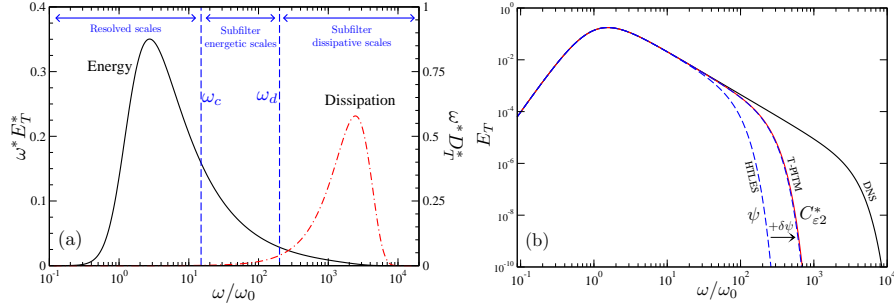 Resolved scales
Subfilter
energetic scales
Subfilter
dissipative scales
Energy
Dissipation
ω_c
ω_d
(a)
0.4
0.3
0.2
0.1
0
1
0.75
0.5
0.25
0
ω*E*_T
ω*D*_T
10^-1
10^0
10^1
10^2
10^3
10^4
ω/ω_0
10^0
10^-2
10^-4
10^-6
10^-8
10^-10
E_T
HTLES
T-PITM
DNS
ψ
+δψ
C*_ε2
(b)
10^-1
10^0
10^1
10^2
10^3
10^4
ω/ω_0